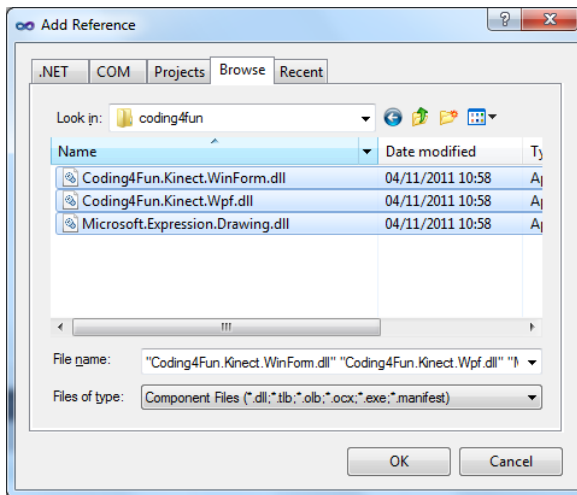 Add Reference
.NET COM Projects Browse Recent
Look in: coding4fun
Name Date modified
Coding4Fun.Kinect.WinForm.dll 04/11/2011 10:58
Coding4Fun.Kinect.Wpf.dll 04/11/2011 10:58
Microsoft.Expression.Drawing.dll 04/11/2011 10:58
File name: "Coding4Fun.Kinect.WinForm.dll" "Coding4Fun.Kinect.Wpf.dll"
Files of type: Component Files (*.dll;*.tlb;*.olb;*.ocx;*.exe;*.manifest)
OK Cancel